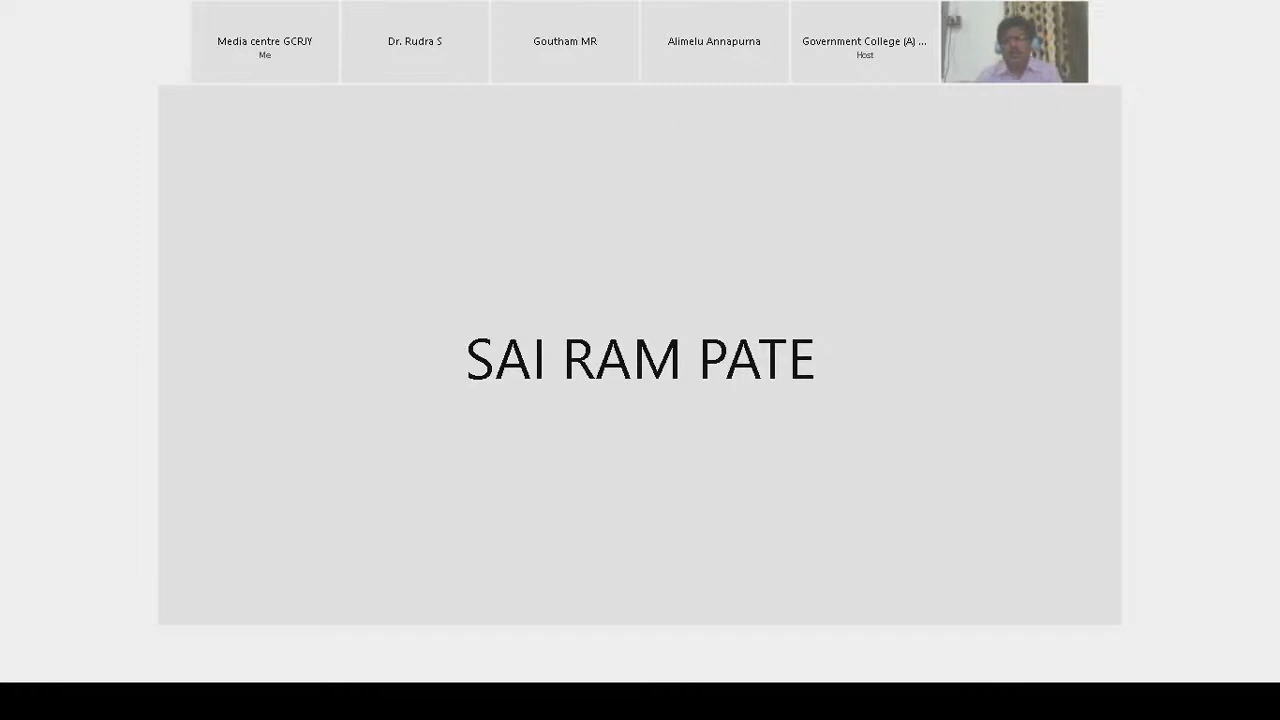 Media centre GCRJY
Me
Dr. Rudra S
Goutham MR
Alimelu Annapurna
Government College (A) ...
Host
SAI RAM PATE